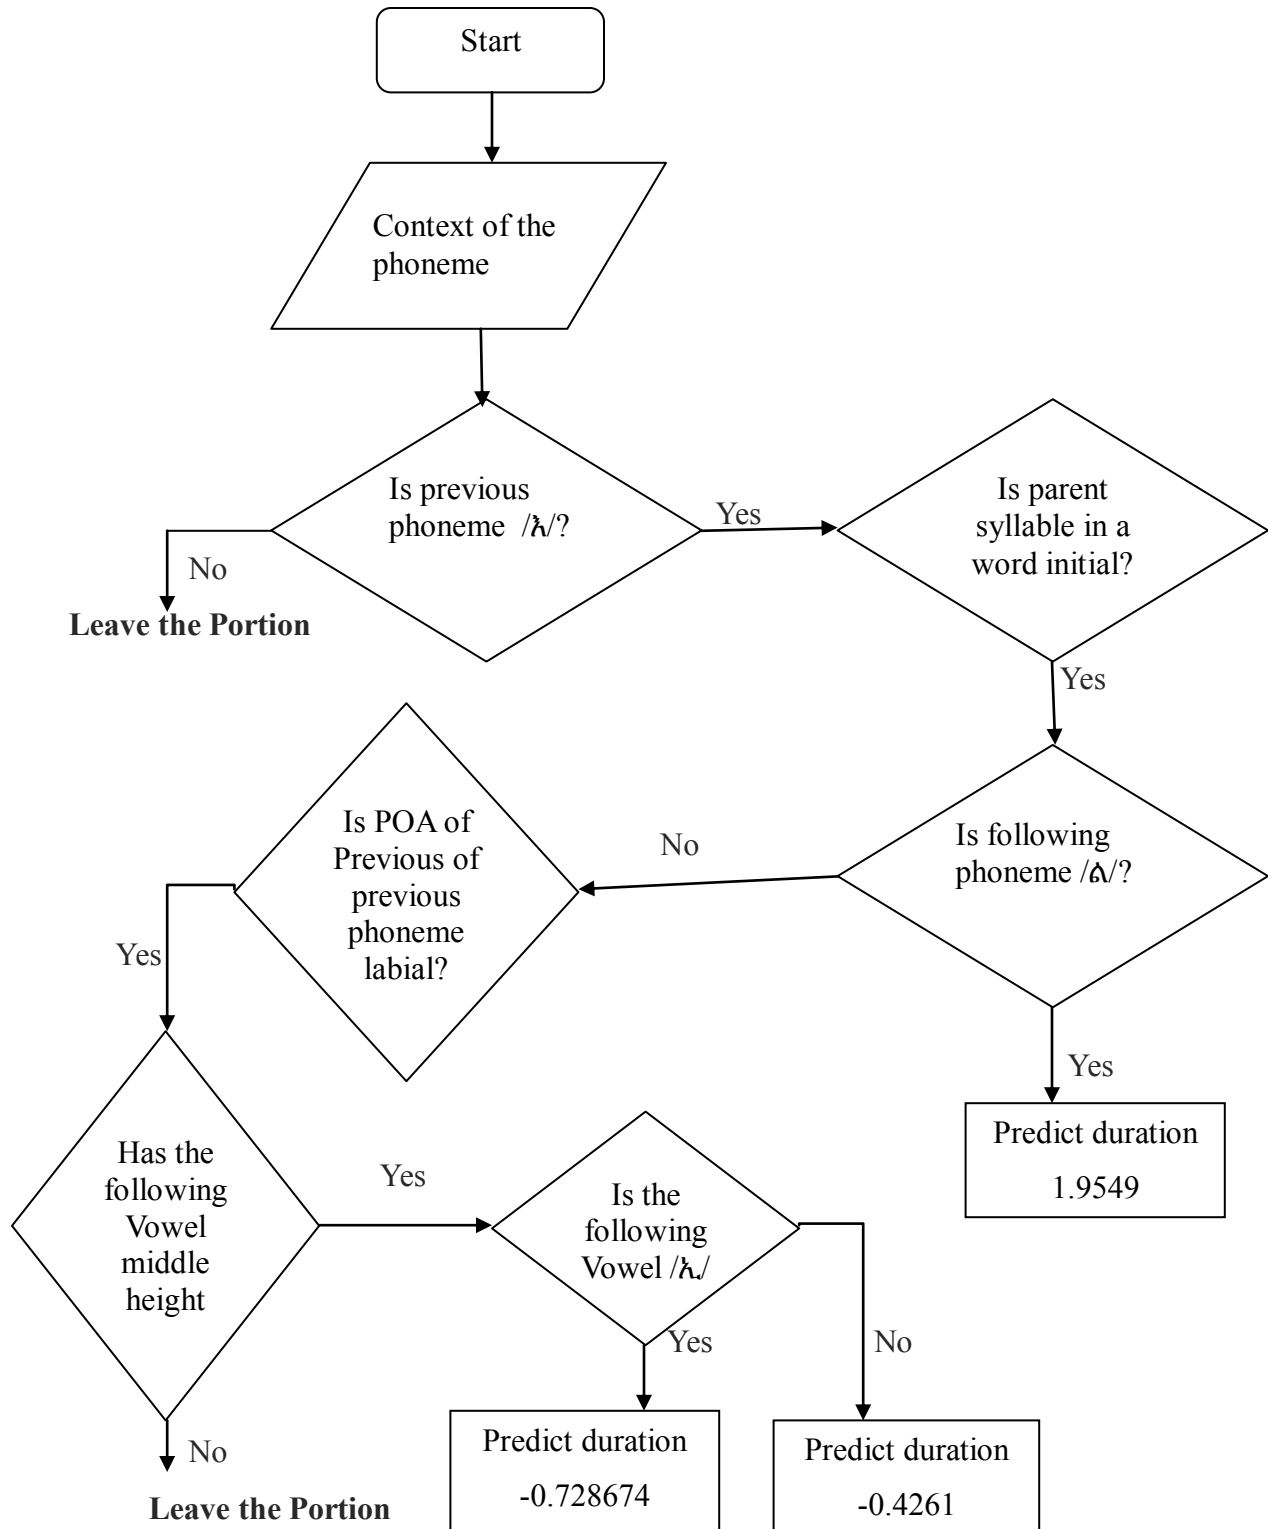 Start
Context of the
phoneme
Is previous
phoneme /እ/?
Yes
Is parent
syllable in a
word initial?
No
Leave the Portion
Yes
Is following
phoneme /ል/?
No
Is POA of
Previous of
previous
phoneme
labial?
Yes
Yes
Predict duration
1.9549
Has the
following
Vowel
middle
height
Yes
Is the
following
Vowel /ኢ/
Yes
No
No
Leave the Portion
Predict duration
-0.728674
Predict duration
-0.4261